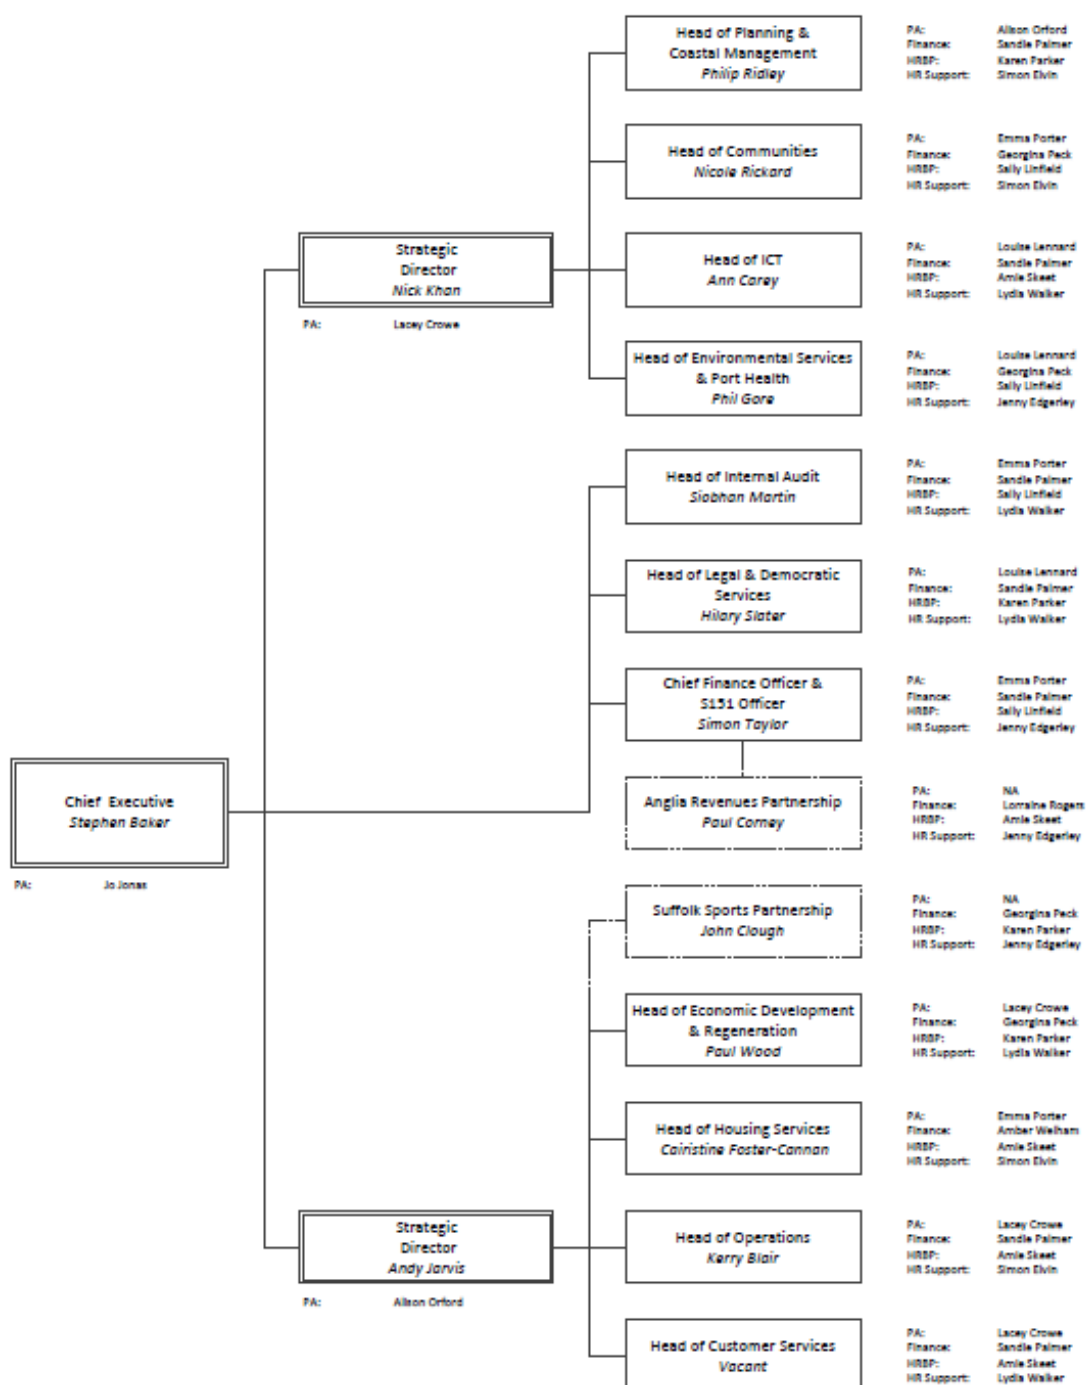 Head of Planning &
Coastal Management
Philip Ridley
PA: Alison Orford
Finance: Sandie Palmer
HRBP: Karen Parker
HR Support: Simon Elvin
Head of Communities
Nicole Rickard
PA: Emma Porter
Finance: Georgina Peck
HRBP: Sally Linfield
HR Support: Simon Elvin
Strategic
Director
Nick Khan
PA: Lacey Crowe
Head of ICT
Ann Carey
PA: Louise Lennard
Finance: Sandie Palmer
HRBP: Amie Skeet
HR Support: Lydia Walker
Head of Environmental Services
& Port Health
Phil Gore
PA: Louise Lennard
Finance: Georgina Peck
HRBP: Sally Linfield
HR Support: Jenny Edgerley
Head of Internal Audit
Siobhan Martin
PA: Emma Porter
Finance: Sandie Palmer
HRBP: Sally Linfield
HR Support: Lydia Walker
Head of Legal & Democratic
Services
Hilary Slater
PA: Louise Lennard
Finance: Sandie Palmer
HRBP: Karen Parker
HR Support: Lydia Walker
Chief Finance Officer &
S151 Officer
Simon Taylor
PA: Emma Porter
Finance: Sandie Palmer
HRBP: Sally Linfield
HR Support: Jenny Edgerley
Chief Executive
Stephen Baker
PA: Jo Jonas
Anglia Revenues Partnership
Paul Corney
PA: NA
Finance: Lorraine Rogers
HRBP: Amie Skeet
HR Support: Jenny Edgerley
Suffolk Sports Partnership
John Clough
PA: NA
Finance: Georgina Peck
HRBP: Karen Parker
HR Support: Jenny Edgerley
Head of Economic Development
& Regeneration
Paul Wood
PA: Lacey Crowe
Finance: Georgina Peck
HRBP: Karen Parker
HR Support: Lydia Walker
Head of Housing Services
Cairistine Foster-Cannan
PA: Emma Porter
Finance: Amber Welham
HRBP: Amie Skeet
HR Support: Simon Elvin
Strategic
Director
Andy Jarvis
PA: Alison Orford
Head of Operations
Kerry Blair
PA: Lacey Crowe
Finance: Sandie Palmer
HRBP: Amie Skeet
HR Support: Simon Elvin
Head of Customer Services
Vacant
PA: Lacey Crowe
Finance: Sandie Palmer
HRBP: Amie Skeet
HR Support: Lydia Walker